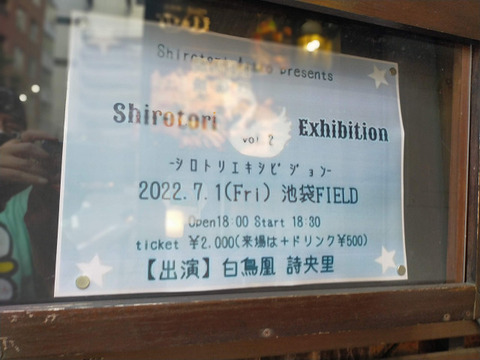 Shirotori presents
Shirotori vol.2 Exhibition
-シロトリエキシビジョン-
2022.7.1(Fri) 池袋FIELD
Open18:00 Start 18:30
ticket ¥2.000(来場は+ドリンク¥500)
【出演】白鳥凰 詩央里